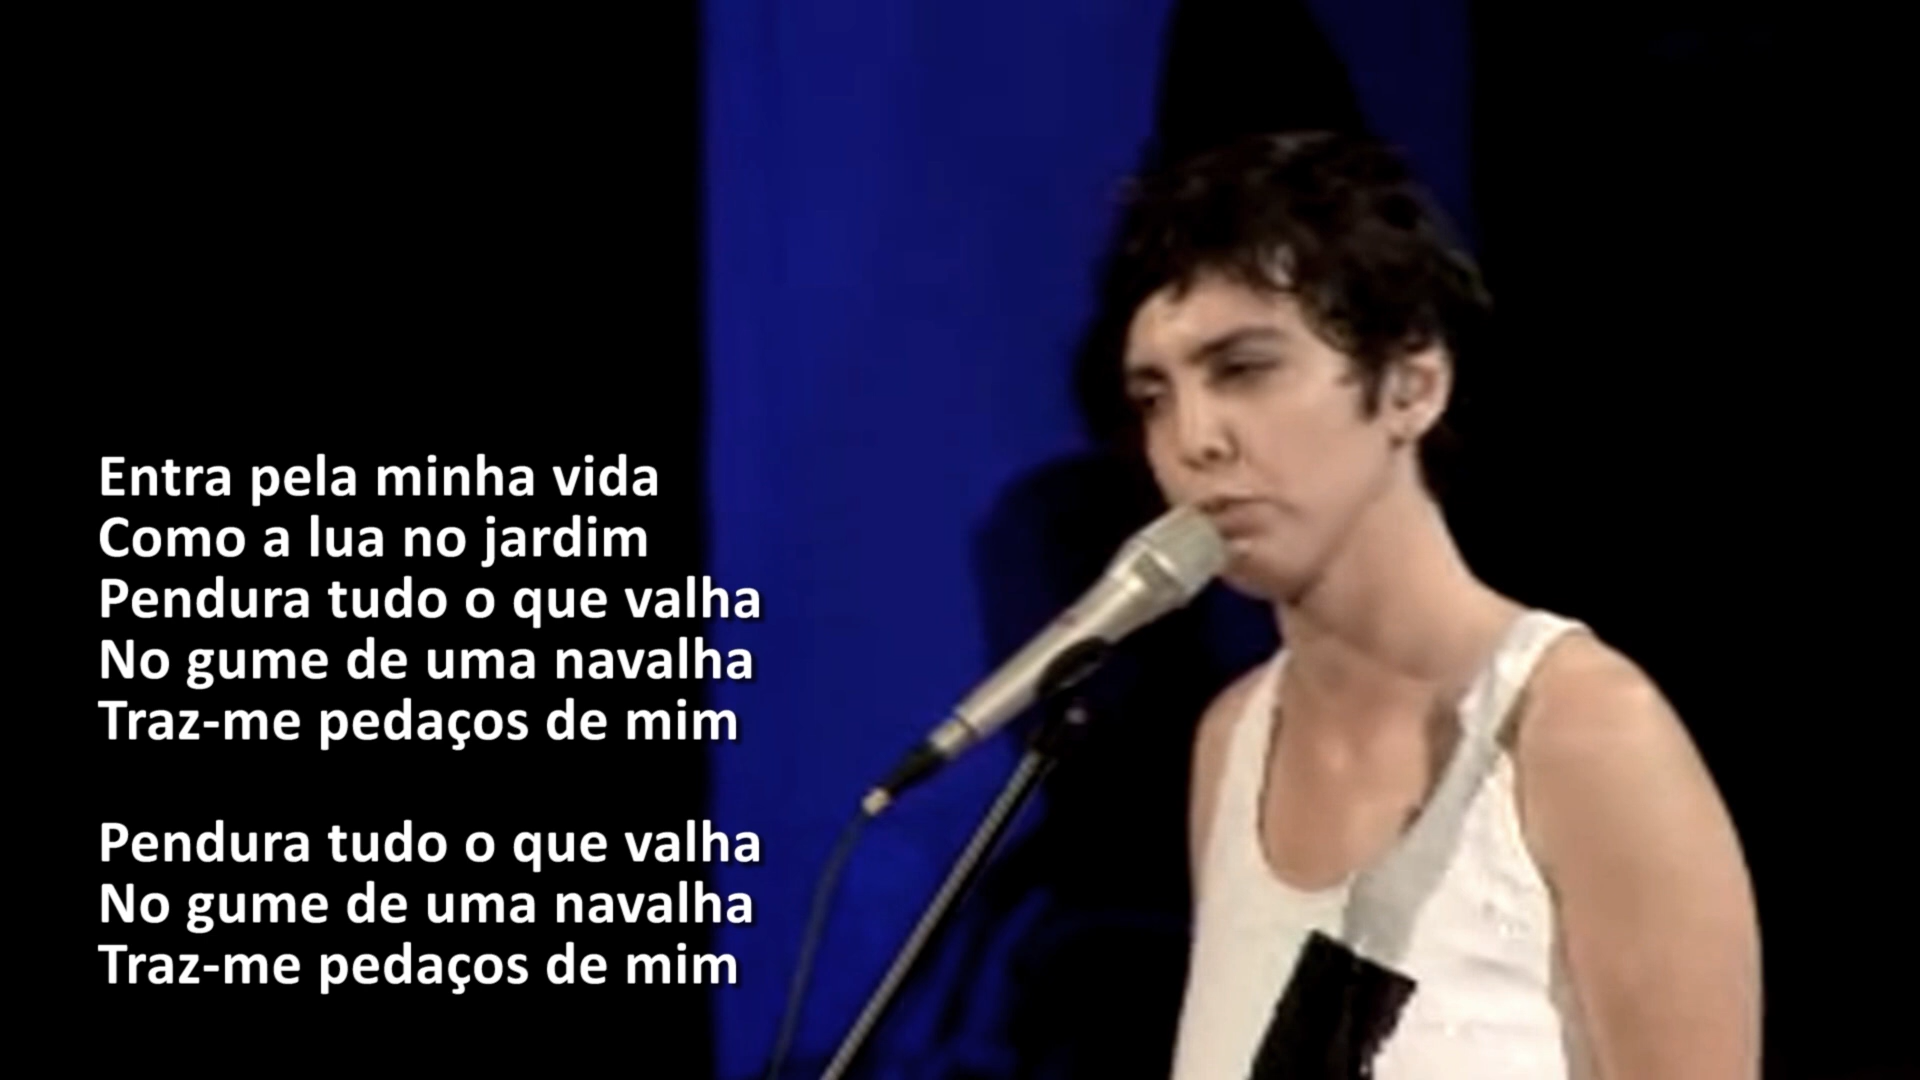 Entra pela minha vida
Como a lua no jardim
Pendura tudo o que valha
No gume de uma navalha
Traz-me pedaços de mim
Pendura tudo o que valha
No gume de uma navalha
Traz-me pedaços de mim